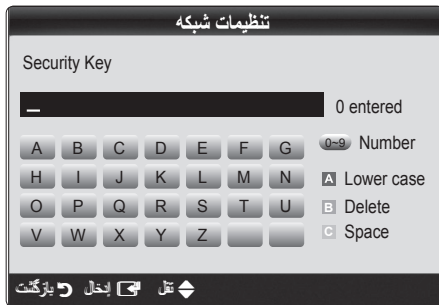 تنظیمات شبکه
Security Key
_
0 entered
A B C D E F G
0~9 Number
H I J K L M N
A Lower case
O P Q R S T U
B Delete
V W X Y Z
C Space
نقل إدخال بازگشت